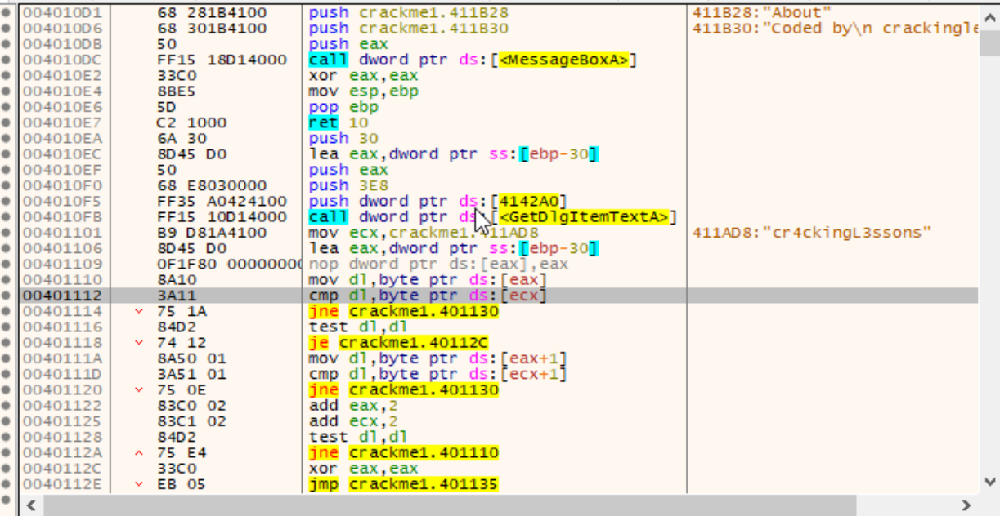 004010D1 68 281B4100 push crackme1.411B28 411B28:"About"
004010D6 68 301B4100 push crackme1.411B30 411B30:"Coded by\n crackingle
004010DB 50 push eax
004010DC FF15 18D14000 call dword ptr ds:[<MessageBoxA>]
004010E2 33C0 xor eax,eax
004010E4 8BE5 mov esp,ebp
004010E6 5D pop ebp
004010E7 C2 1000 ret 10
004010EA 6A 30 push 30
004010EC 8D45 D0 lea eax,dword ptr ss:[ebp-30]
004010EF 50 push eax
004010F0 68 E8030000 push 3E8
004010F5 FF35 A0424100 push dword ptr ds:[4142A0]
004010FB FF15 10D14000 call dword ptr ds:[<GetDlgItemTextA>]
00401101 B9 D81A4100 mov ecx,crackme1.411AD8 411AD8:"cr4ckingL3ssons"
00401106 8D45 D0 lea eax,dword ptr ss:[ebp-30]
00401109 0F1F80 00000000 nop dword ptr ds:[eax],eax
00401110 8A10 mov dl,byte ptr ds:[eax]
00401112 3A11 cmp dl,byte ptr ds:[ecx]
00401114 75 1A jne crackme1.401130
00401116 84D2 test dl,dl
00401118 74 12 je crackme1.40112C
0040111A 8A50 01 mov dl,byte ptr ds:[eax+1]
0040111D 3A51 01 cmp dl,byte ptr ds:[ecx+1]
00401120 75 0E jne crackme1.401130
00401122 83C0 02 add eax,2
00401125 83C1 02 add ecx,2
00401128 84D2 test dl,dl
0040112A 75 E4 jne crackme1.401110
0040112C 33C0 xor eax,eax
0040112E EB 05 jmp crackme1.401135